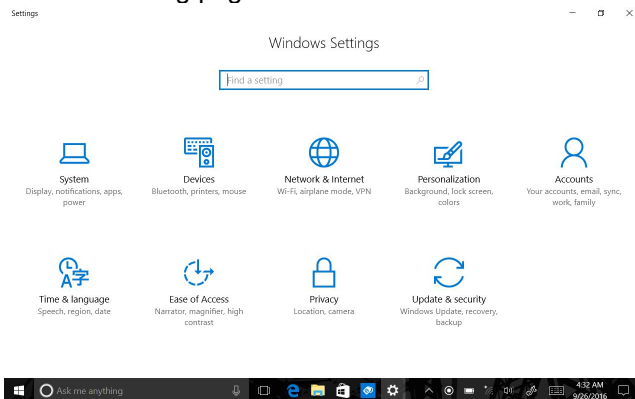 Settings
Windows Settings
Find a setting
System
Display, notifications, apps,
power
Devices
Bluetooth, printers, mouse
Network & Internet
Wi-Fi, airplane mode, VPN
Personalization
Background, lock screen,
colors
Accounts
Your accounts, email, sync,
work, family
Time & language
Speech, region, date
Ease of Access
Narrator, magnifier, high
contrast
Privacy
Location, camera
Update & security
Windows Update, recovery,
backup
Ask me anything
4:32 AM
9/26/2016